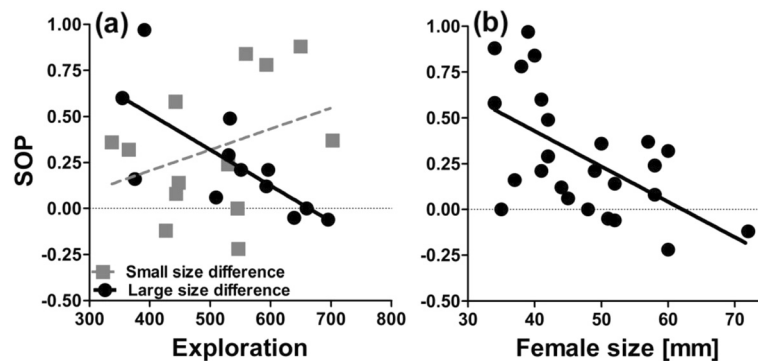 (a)
(b)
SOP
1.00
0.75
0.50
0.25
0.00
-0.25
-0.50
Small size difference
Large size difference
300 400 500 600 700 800
Exploration
1.00
0.75
0.50
0.25
0.00
-0.25
-0.50
30 40 50 60 70
Female size [mm]